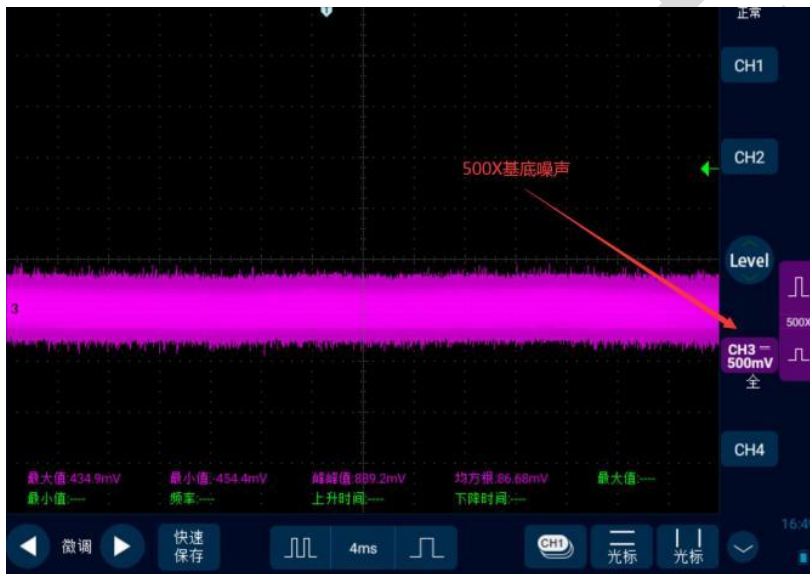 正常
CH1
CH2
500X基底噪声
Level
3
500X
CH3
500mV
全
CH4
最大值:434.9mV 最小值:-454.4mV 峰峰值:889.2mV 均方根:86.68mV 最大值:----
最小值:---- 频率:---- 上升时间:---- 下降时间:----
微调
快速
保存
4ms
CH1
光标
光标